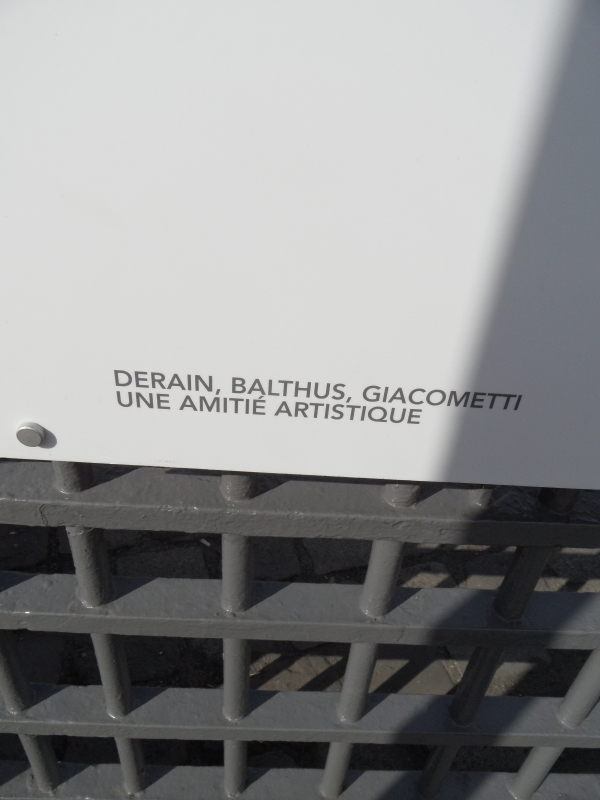 DERAIN, BALTHUS, GIACOMETTI
UNE AMITIÉ ARTISTIQUE